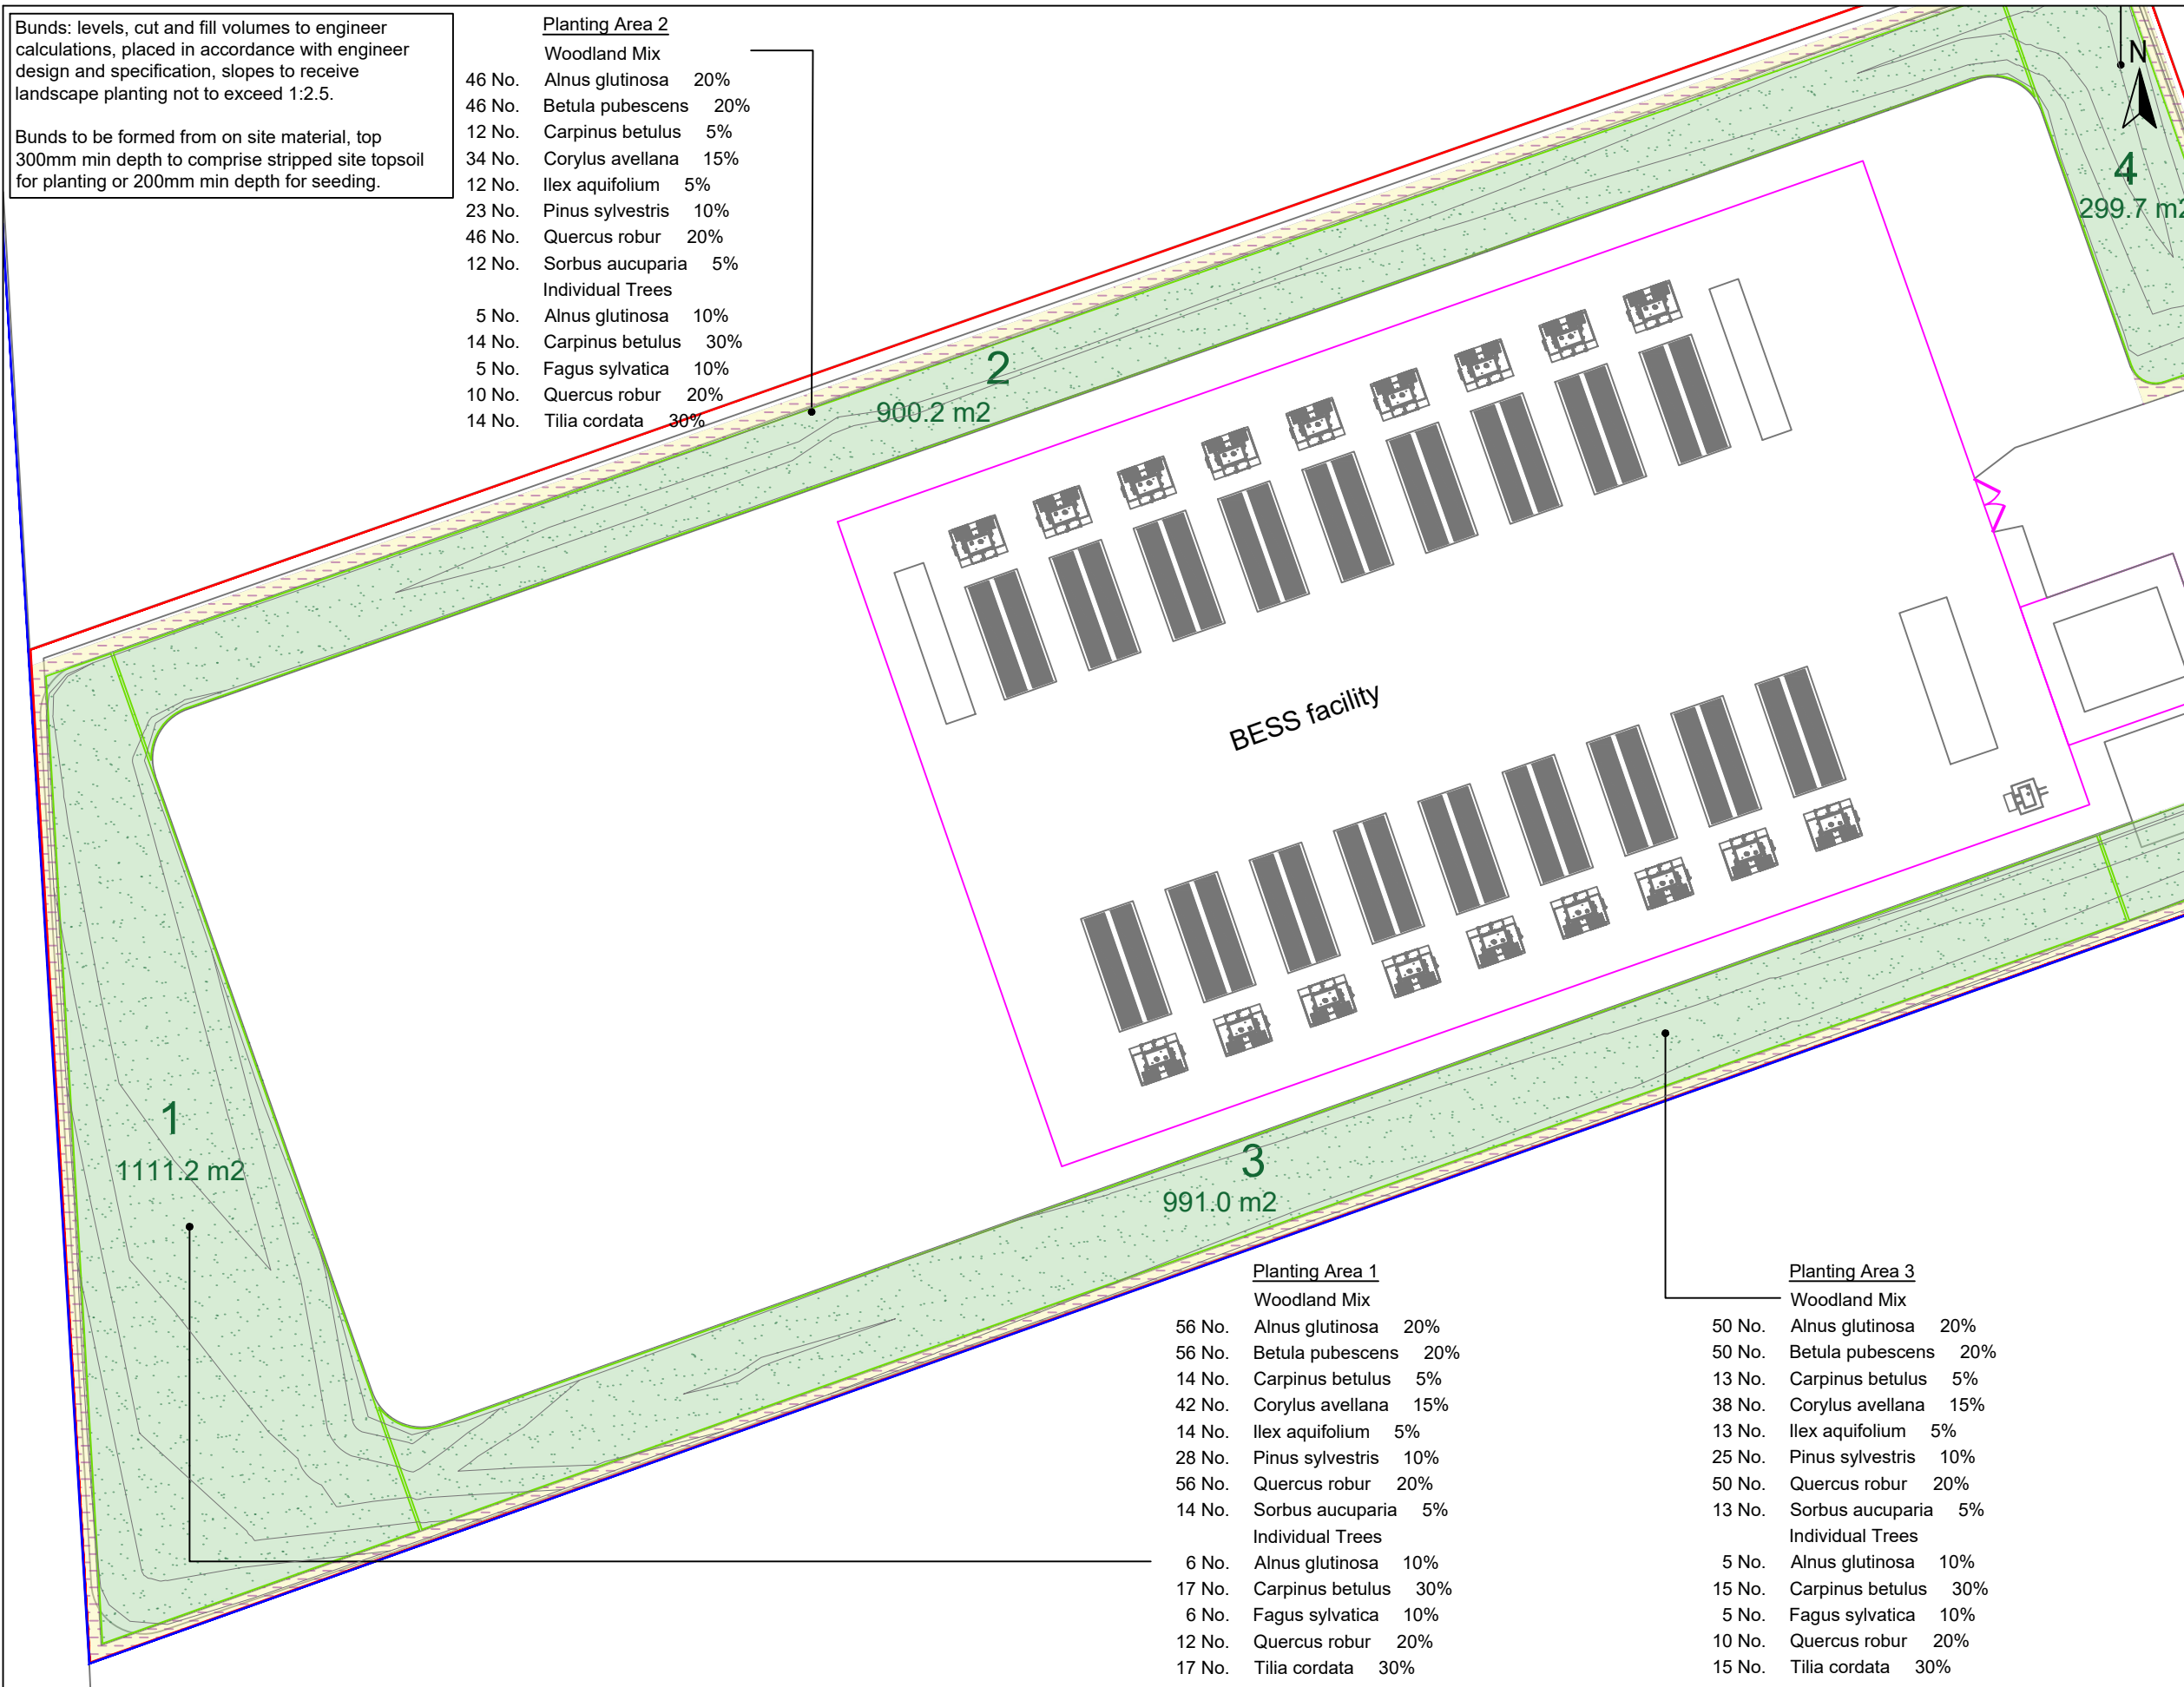 Bunds: levels, cut and fill volumes to engineer
calculations, placed in accordance with engineer
design and specification, slopes to receive
landscape planting not to exceed 1:2.5.
Bunds to be formed from on site material, top
300mm min depth to comprise stripped site topsoil
for planting or 200mm min depth for seeding.
Planting Area 2
Woodland Mix
46 No. Alnus glutinosa 20%
46 No. Betula pubescens 20%
12 No. Carpinus betulus 5%
34 No. Corylus avellana 15%
12 No. Ilex aquifolium 5%
23 No. Pinus sylvestris 10%
46 No. Quercus robur 20%
12 No. Sorbus aucuparia 5%
Individual Trees
5 No. Alnus glutinosa 10%
14 No. Carpinus betulus 30%
5 No. Fagus sylvatica 10%
10 No. Quercus robur 20%
14 No. Tilia cordata 30%
N
4
299.7 m2
2
900.2 m2
BESS facility
1
1111.2 m2
3
991.0 m2
Planting Area 1
Woodland Mix
56 No. Alnus glutinosa 20%
56 No. Betula pubescens 20%
14 No. Carpinus betulus 5%
42 No. Corylus avellana 15%
14 No. Ilex aquifolium 5%
28 No. Pinus sylvestris 10%
56 No. Quercus robur 20%
14 No. Sorbus aucuparia 5%
Individual Trees
6 No. Alnus glutinosa 10%
17 No. Carpinus betulus 30%
6 No. Fagus sylvatica 10%
12 No. Quercus robur 20%
17 No. Tilia cordata 30%
Planting Area 3
Woodland Mix
50 No. Alnus glutinosa 20%
50 No. Betula pubescens 20%
13 No. Carpinus betulus 5%
38 No. Corylus avellana 15%
13 No. Ilex aquifolium 5%
25 No. Pinus sylvestris 10%
50 No. Quercus robur 20%
13 No. Sorbus aucuparia 5%
Individual Trees
5 No. Alnus glutinosa 10%
15 No. Carpinus betulus 30%
5 No. Fagus sylvatica 10%
10 No. Quercus robur 20%
15 No. Tilia cordata 30%